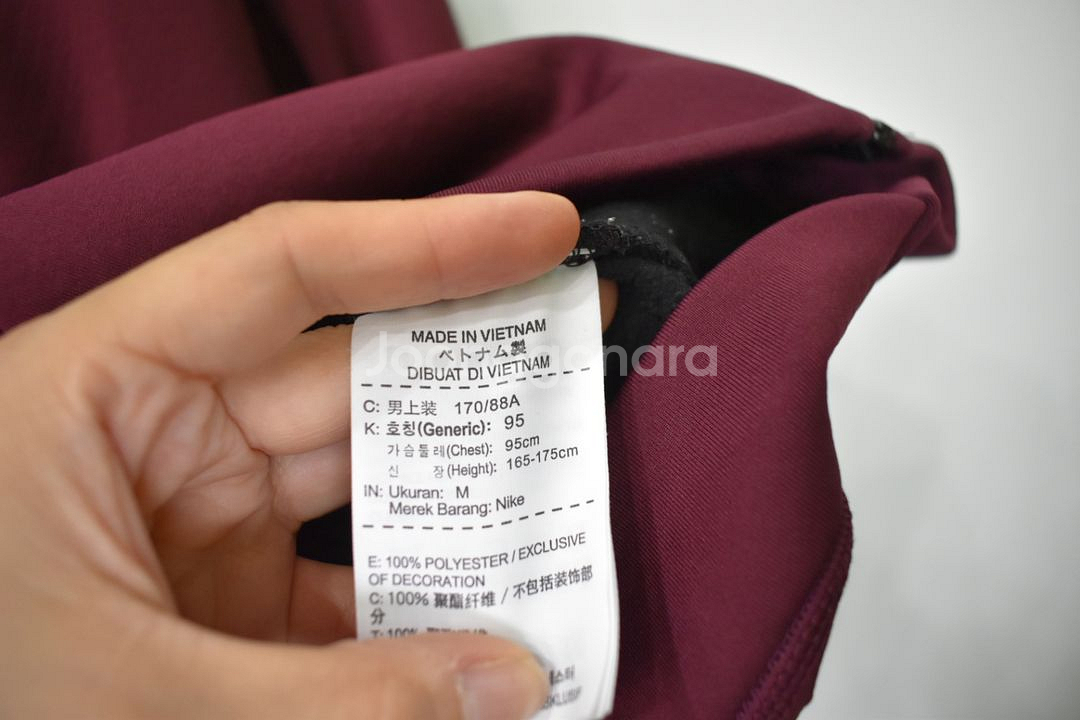 MADE IN VIETNAM
ベトナム製
DIBUAT DI VIETNAM
C: 男上装 170/88A
K: 호칭(Generic): 95
가슴둘레(Chest): 95cm
신 장(Height): 165-175cm
IN: Ukuran: M
Merek Barang: Nike
E: 100% POLYESTER / EXCLUSIVE
OF DECORATION
C: 100% 聚酯纤维 / 不包括装饰部
分
T: 100%